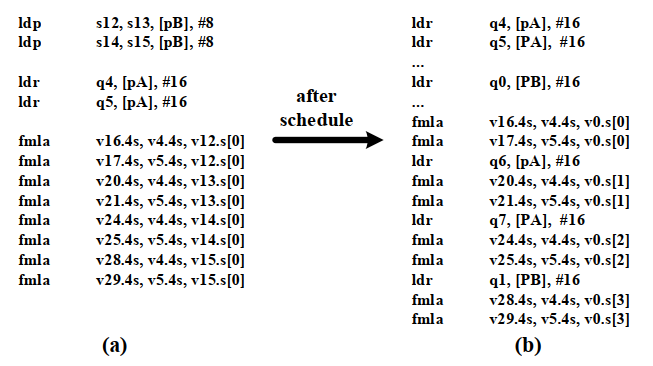 ldp s12, s13, [pB], #8
ldp s14, s15, [pB], #8
ldr q4, [pA], #16
ldr q5, [pA], #16
fmla v16.4s, v4.4s, v12.s[0]
fmla v17.4s, v5.4s, v12.s[0]
fmla v20.4s, v4.4s, v13.s[0]
fmla v21.4s, v5.4s, v13.s[0]
fmla v24.4s, v4.4s, v14.s[0]
fmla v25.4s, v5.4s, v14.s[0]
fmla v28.4s, v4.4s, v15.s[0]
fmla v29.4s, v5.4s, v15.s[0]
(a)
after
schedule
ldr q4, [pA], #16
ldr q5, [PA], #16
...
ldr q0, [PB], #16
...
fmla v16.4s, v4.4s, v0.s[0]
fmla v17.4s, v5.4s, v0.s[0]
ldr q6, [pA], #16
fmla v20.4s, v4.4s, v0.s[1]
fmla v21.4s, v5.4s, v0.s[1]
ldr q7, [PA], #16
fmla v24.4s, v4.4s, v0.s[2]
fmla v25.4s, v5.4s, v0.s[2]
ldr q1, [PB], #16
fmla v28.4s, v4.4s, v0.s[3]
fmla v29.4s, v5.4s, v0.s[3]
(b)